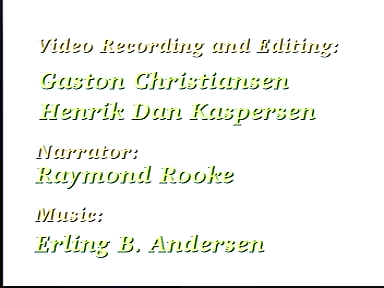 Video Recording and Editing:
Gaston Christiansen
Henrik Dan Kaspersen
Narrator:
Raymond Rooke
Music:
Erling B. Andersen